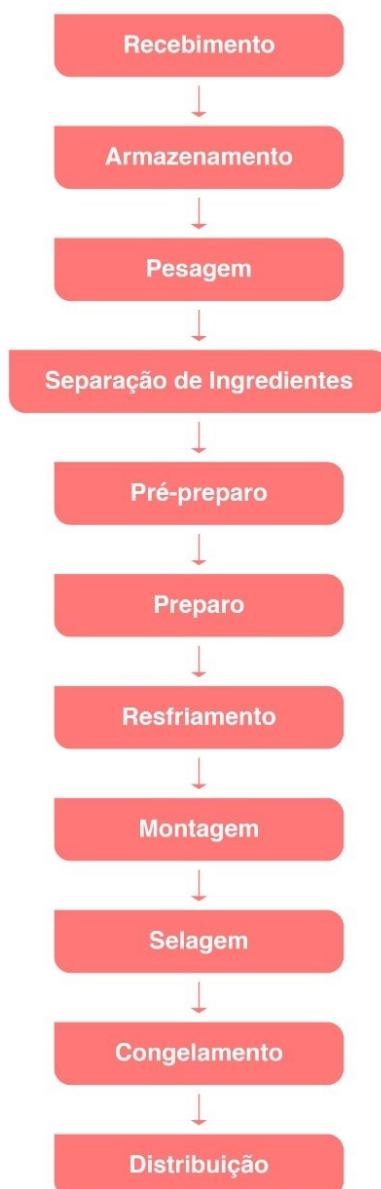 Recebimento
Armazenamento
Pesagem
Separação de Ingredientes
Pré-preparo
Preparo
Resfriamento
Montagem
Selagem
Congelamento
Distribuição